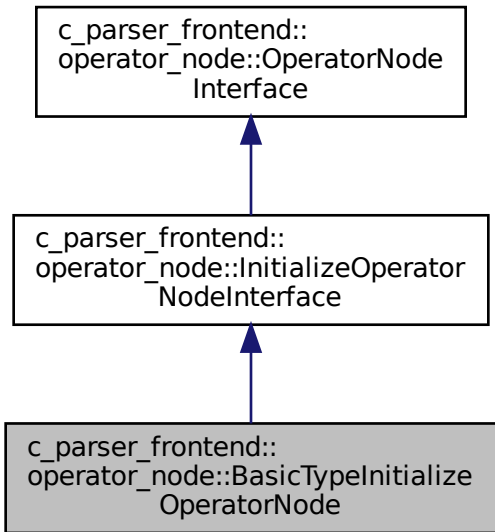 c_parser_frontend::
operator_node::OperatorNode
Interface
c_parser_frontend::
operator_node::InitializeOperator
NodeInterface
c_parser_frontend::
operator_node::BasicTypeInitialize
OperatorNode